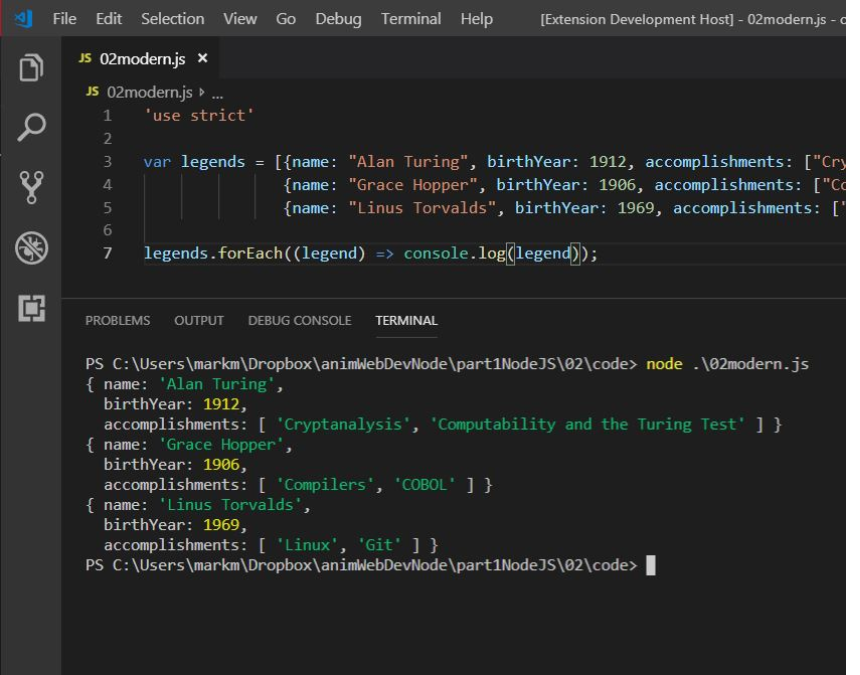 File Edit Selection View Go Debug Terminal Help [Extension Development Host] - 02modern.js -
JS 02modern.js ×
JS 02modern.js › ...
1 'use strict'
2
3 var legends = [{name: "Alan Turing", birthYear: 1912, accomplishments: ["Cry
4 {name: "Grace Hopper", birthYear: 1906, accomplishments: ["Co
5 {name: "Linus Torvalds", birthYear: 1969, accomplishments: ["
6
7 legends.forEach((legend) => console.log(legend));
PROBLEMS OUTPUT DEBUG CONSOLE TERMINAL
PS C:\Users\markm\Dropbox\animWebDevNode\part1NodeJS\02\code> node .\02modern.js
{ name: 'Alan Turing',
birthYear: 1912,
accomplishments: [ 'Cryptanalysis', 'Computability and the Turing Test' ] }
{ name: 'Grace Hopper',
birthYear: 1906,
accomplishments: [ 'Compilers', 'COBOL' ] }
{ name: 'Linus Torvalds',
birthYear: 1969,
accomplishments: [ 'Linux', 'Git' ] }
PS C:\Users\markm\Dropbox\animWebDevNode\part1NodeJS\02\code>